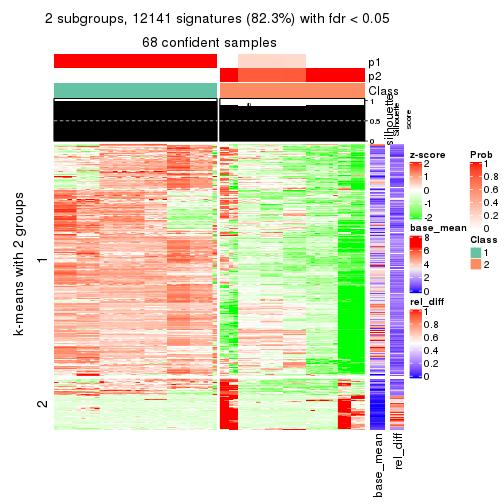 2 subgroups, 12141 signatures (82.3%) with fdr < 0.05
68 confident samples
p1
p2
Class
silhouette
Silhouette
score
1
0.5
0
k-means with 2 groups
1
2
base_mean
rel_diff
z-score
2
1
0
-1
-2
base_mean
8
6
4
2
0
rel_diff
1
0.8
0.6
0.4
0.2
0
Prob
1
0.8
0.6
0.4
0.2
0
Class
1
2